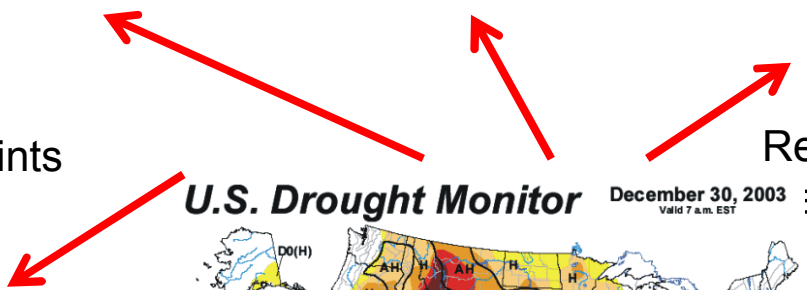 ints
Re
U.S. Drought Monitor
December 30, 2003
Valid 7 a.m. EST
D0(H)
AH
AH
H
H